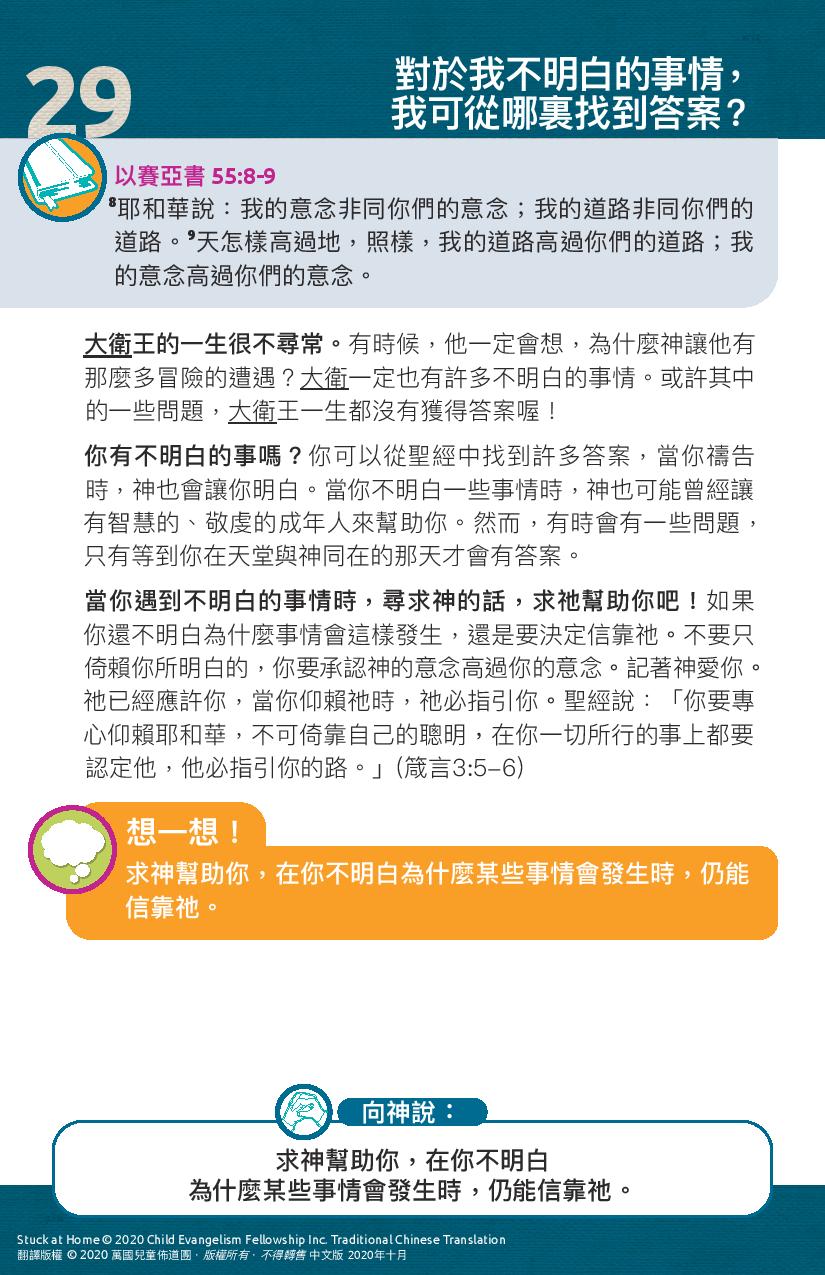 29
對於我不明白的事情，
我可從哪裏找到答案？
以賽亞書 55:8-9
⁸耶和華說：我的意念非同你們的意念；我的道路非同你們的
道路。⁹天怎樣高過地，照樣，我的道路高過你們的道路；我
的意念高過你們的意念。
大衛王的一生很不尋常。有時候，他一定會想，為什麼神讓他有
那麼多冒險的遭遇？大衛一定也有許多不明白的事情。或許其中
的一些問題，大衛王一生都沒有獲得答案喔！
你有不明白的事嗎？你可以從聖經中找到許多答案，當你禱告
時，神也會讓你明白。當你不明白一些事情時，神也可能曾經讓
有智慧的、敬虔的成年人來幫助你。然而，有時會有一些問題，
只有等到你在天堂與神同在的那天才會有答案。
當你遇到不明白的事情時，尋求神的話，求祂幫助你吧！如果
你還不明白為什麼事情會這樣發生，還是要決定信靠祂。不要只
倚賴你所明白的，你要承認神的意念高過你的意念。記著神愛你。
祂已經應許你，當你仰賴祂時，祂必指引你。聖經說：「你要專
心仰賴耶和華，不可倚靠自己的聰明，在你一切所行的事上都要
認定他，他必指引你的路。」(箴言3:5–6)
想一想！
求神幫助你，在你不明白為什麼某些事情會發生時，仍能
信靠祂。
向神說：
求神幫助你，在你不明白
為什麼某些事情會發生時，仍能信靠祂。
Stuck at Home © 2020 Child Evangelism Fellowship Inc. Traditional Chinese Translation
翻譯版權 © 2020 萬國兒童佈道團．版權所有．不得轉售 中文版 2020年十月